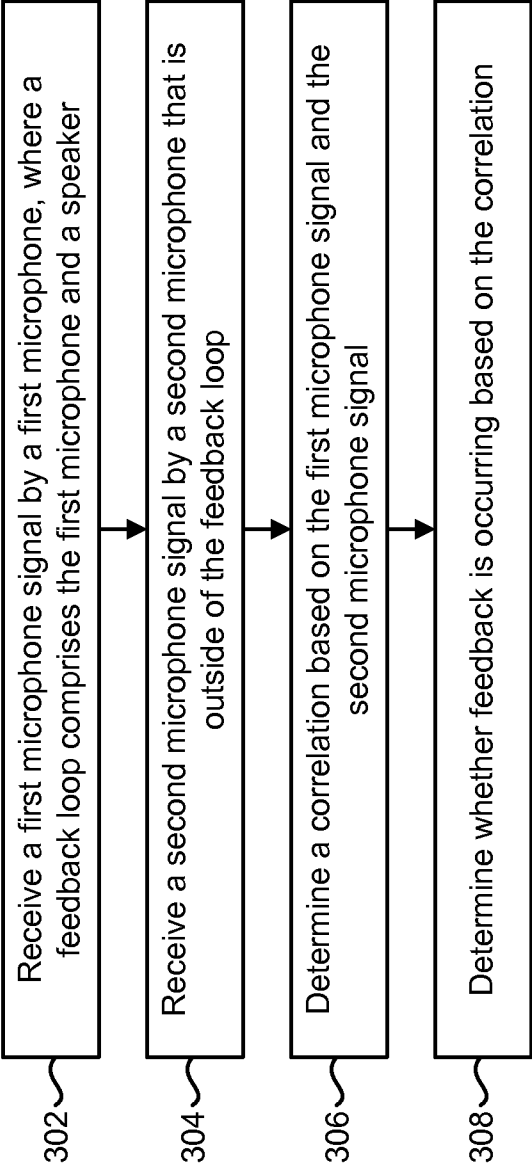 302
Receive a first microphone signal by a first microphone, where a
feedback loop comprises the first microphone and a speaker
304
Receive a second microphone signal by a second microphone that is
outside of the feedback loop
306
Determine a correlation based on the first microphone signal and the
second microphone signal
308
Determine whether feedback is occurring based on the correlation